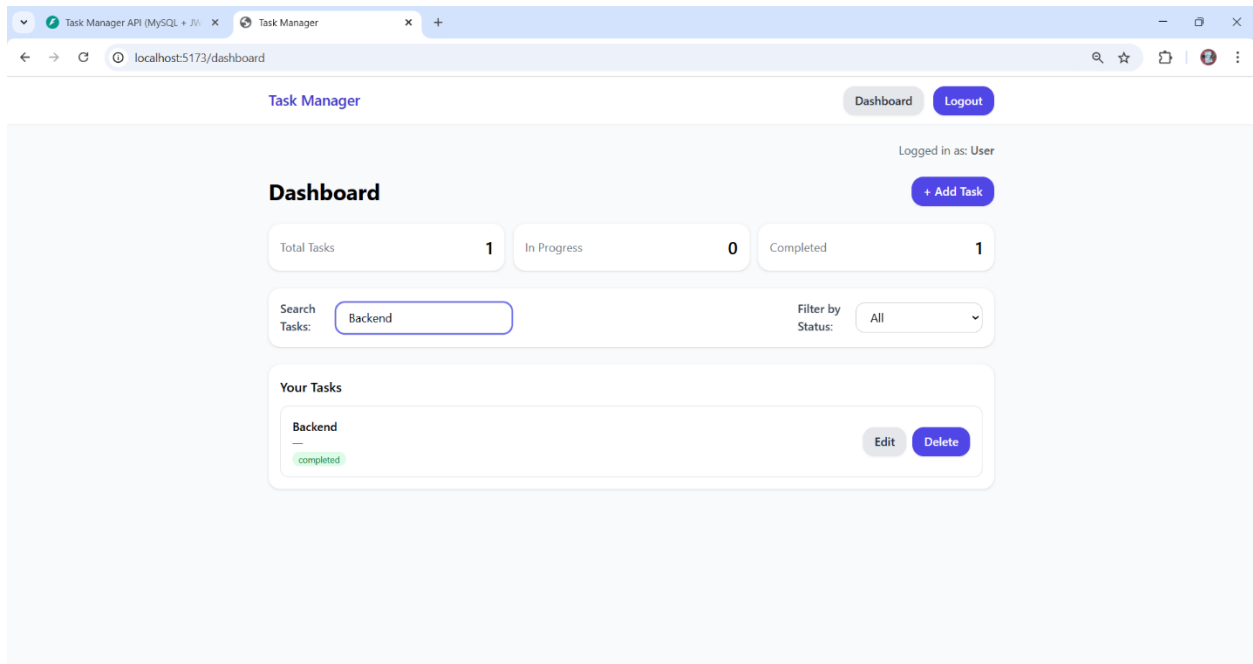 Task Manager API (MySQL + JW
Task Manager
localhost:5173/dashboard
Task Manager
Dashboard
Logout
Logged in as: User
Dashboard
+ Add Task
Total Tasks
1
In Progress
0
Completed
1
Search
Tasks:
Backend
Filter by
Status:
All
Your Tasks
Backend
—
completed
Edit
Delete